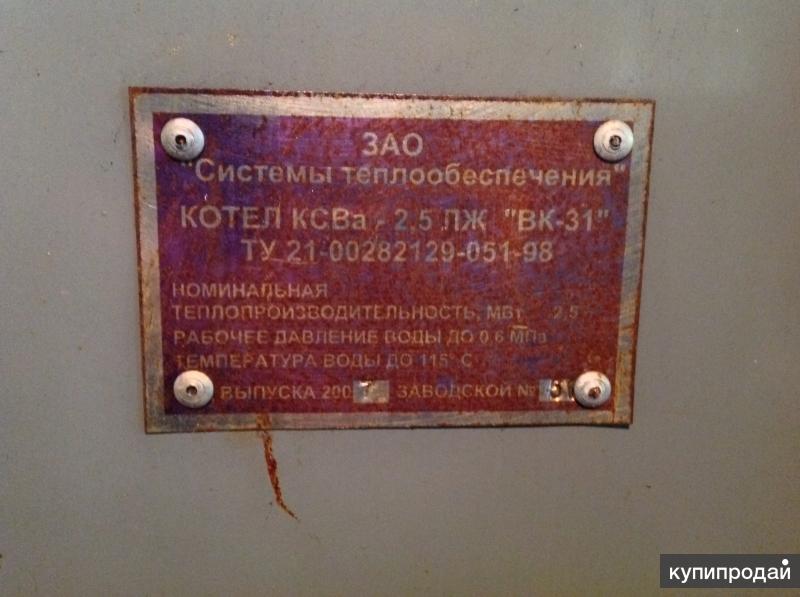 ЗАО
"Системы теплообеспечения"
КОТЕЛ КСВа - 2.5 ЛЖ "ВК-31"
ТУ 21-00282129-051-98
НОМИНАЛЬНАЯ
ТЕПЛОПРОИЗВОДИТЕЛЬНОСТЬ, МВт 2,5
РАБОЧЕЕ ДАВЛЕНИЕ ВОДЫ ДО 0,6 МПа
ТЕМПЕРАТУРА ВОДЫ ДО 115° С
ВЫПУСКА 2007 ЗАВОДСКОЙ №
купипродай